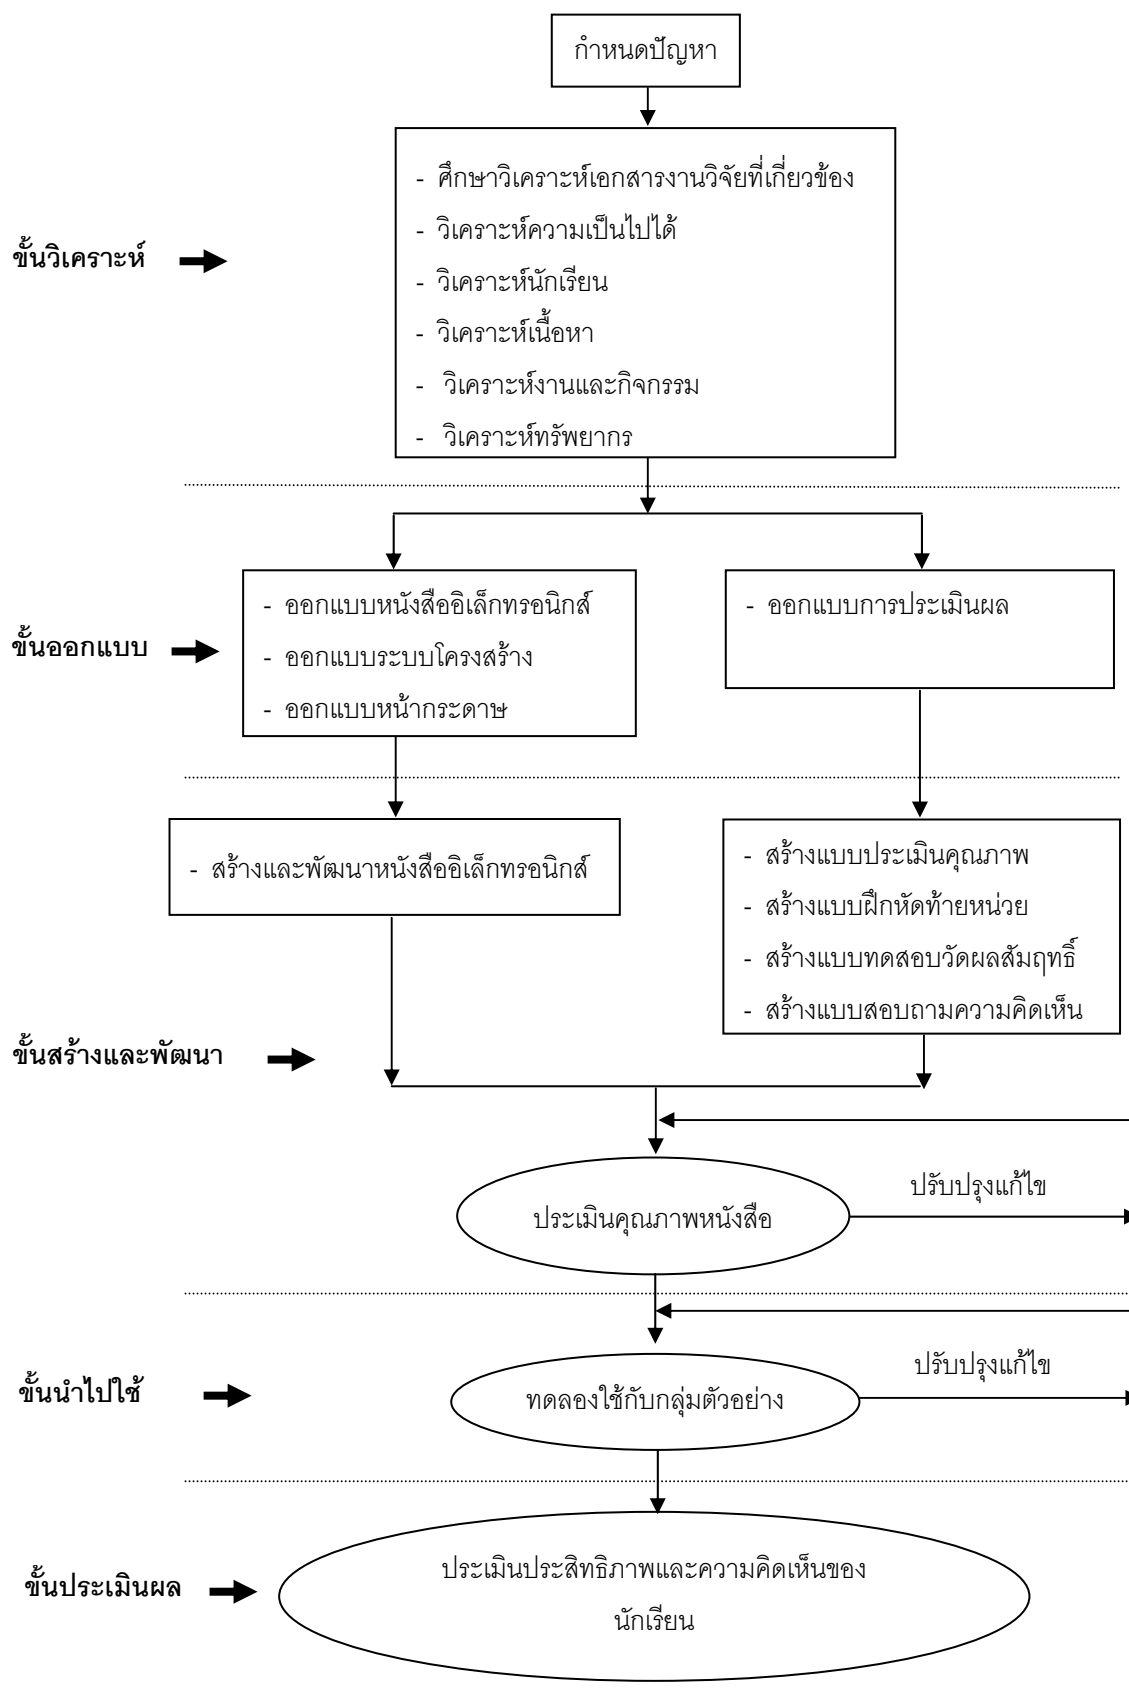 กำหนดปัญหา
- ศึกษาวิเคราะห์เอกสารงานวิจัยที่เกี่ยวข้อง
- วิเคราะห์ความเป็นไปได้
ขั้นวิเคราะห์
- วิเคราะห์นักเรียน
- วิเคราะห์เนื้อหา
- วิเคราะห์งานและกิจกรรม
- วิเคราะห์ทรัพยากร
ขั้นออกแบบ
- ออกแบบหนังสืออิเล็กทรอนิกส์
- ออกแบบระบบโครงสร้าง
- ออกแบบหน้ากระดาษ
- ออกแบบการประเมินผล
- สร้างและพัฒนาหนังสืออิเล็กทรอนิกส์
- สร้างแบบประเมินคุณภาพ
- สร้างแบบฝึกหัดท้ายหน่วย
- สร้างแบบทดสอบวัดผลสัมฤทธิ์
- สร้างแบบสอบถามความคิดเห็น
ขั้นสร้างและพัฒนา
ปรับปรุงแก้ไข
ประเมินคุณภาพหนังสือ
ปรับปรุงแก้ไข
ขั้นนำไปใช้
ทดลองใช้กับกลุ่มตัวอย่าง
ขั้นประเมินผล
ประเมินประสิทธิภาพและความคิดเห็นของ
นักเรียน